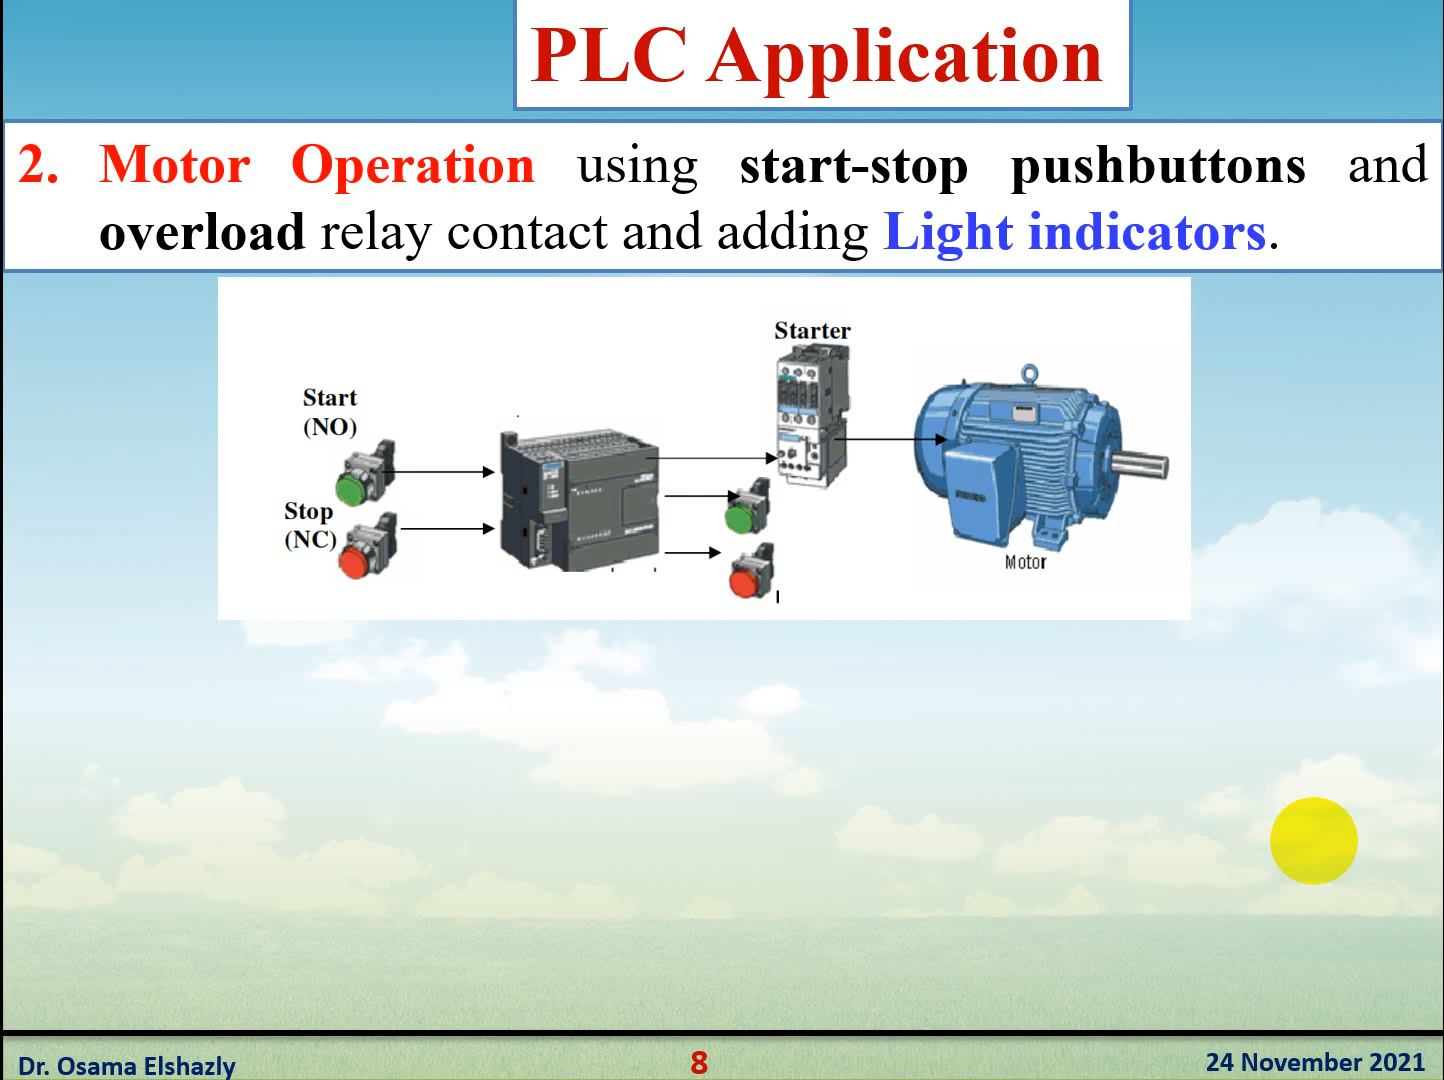 PLC Application
2. Motor Operation using start-stop pushbuttons and
overload relay contact and adding Light indicators.
Starter
Start
(NO)
Stop
(NC)
Motor
Dr. Osama Elshazly
8
24 November 2021